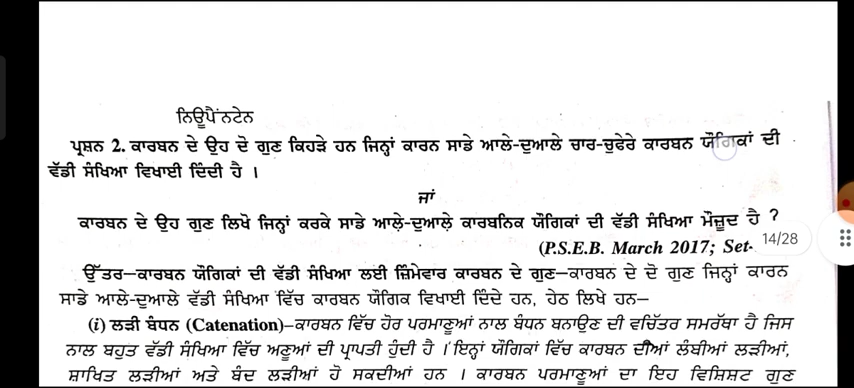 ਨਿਊਪੈਂਨਟੇਨ
ਪ੍ਰਸ਼ਨ 2. ਕਾਰਬਨ ਦੇ ਉਹ ਦੋ ਗੁਣ ਕਿਹੜੇ ਹਨ ਜਿਨ੍ਹਾਂ ਕਾਰਨ ਸਾਡੇ ਆਲੇ-ਦੁਆਲੇ ਚਾਰ-ਚੁਫੇਰੇ ਕਾਰਬਨ ਯੌਗਿਕਾਂ ਦੀ
ਵੱਡੀ ਸੰਖਿਆ ਵਿਖਾਈ ਦਿੰਦੀ ਹੈ ।
ਜਾਂ
ਕਾਰਬਨ ਦੇ ਉਹ ਗੁਣ ਲਿਖੋ ਜਿਨ੍ਹਾਂ ਕਰਕੇ ਸਾਡੇ ਆਲ਼ੇ-ਦੁਆਲ਼ੇ ਕਾਰਬਨਿਕ ਯੌਗਿਕਾਂ ਦੀ ਵੱਡੀ ਸੰਖਿਆ ਮੌਜੂਦ ਹੈ ?
(P.S.E.B. March 2017; Set-
14/28
ਉੱਤਰ—ਕਾਰਬਨ ਯੌਗਿਕਾਂ ਦੀ ਵੱਡੀ ਸੰਖਿਆ ਲਈ ਜ਼ਿੰਮੇਵਾਰ ਕਾਰਬਨ ਦੇ ਗੁਣ—ਕਾਰਬਨ ਦੇ ਦੋ ਗੁਣ ਜਿਨ੍ਹਾਂ ਕਾਰਨ
ਸਾਡੇ ਆਲੇ-ਦੁਆਲੇ ਵੱਡੀ ਸੰਖਿਆ ਵਿੱਚ ਕਾਰਬਨ ਯੌਗਿਕ ਵਿਖਾਈ ਦਿੰਦੇ ਹਨ, ਹੇਠ ਲਿਖੇ ਹਨ—
(i) ਲੜੀ ਬੰਧਨ (Catenation)—ਕਾਰਬਨ ਵਿੱਚ ਹੋਰ ਪਰਮਾਣੂਆਂ ਨਾਲ ਬੰਧਨ ਬਨਾਉਣ ਦੀ ਵਚਿੱਤਰ ਸਮਰੱਥਾ ਹੈ ਜਿਸ
ਨਾਲ ਬਹੁਤ ਵੱਡੀ ਸੰਖਿਆ ਵਿੱਚ ਅਣੂਆਂ ਦੀ ਪ੍ਰਾਪਤੀ ਹੁੰਦੀ ਹੈ । ਇਨ੍ਹਾਂ ਯੌਗਿਕਾਂ ਵਿੱਚ ਕਾਰਬਨ ਦੀਆਂ ਲੰਬੀਆਂ ਲੜੀਆਂ,
ਸ਼ਾਖਿਤ ਲੜੀਆਂ ਅਤੇ ਬੰਦ ਲੜੀਆਂ ਹੋ ਸਕਦੀਆਂ ਹਨ । ਕਾਰਬਨ ਪਰਮਾਣੂਆਂ ਦਾ ਇਹ ਵਿਸ਼ਿਸ਼ਟ ਗੁਣ